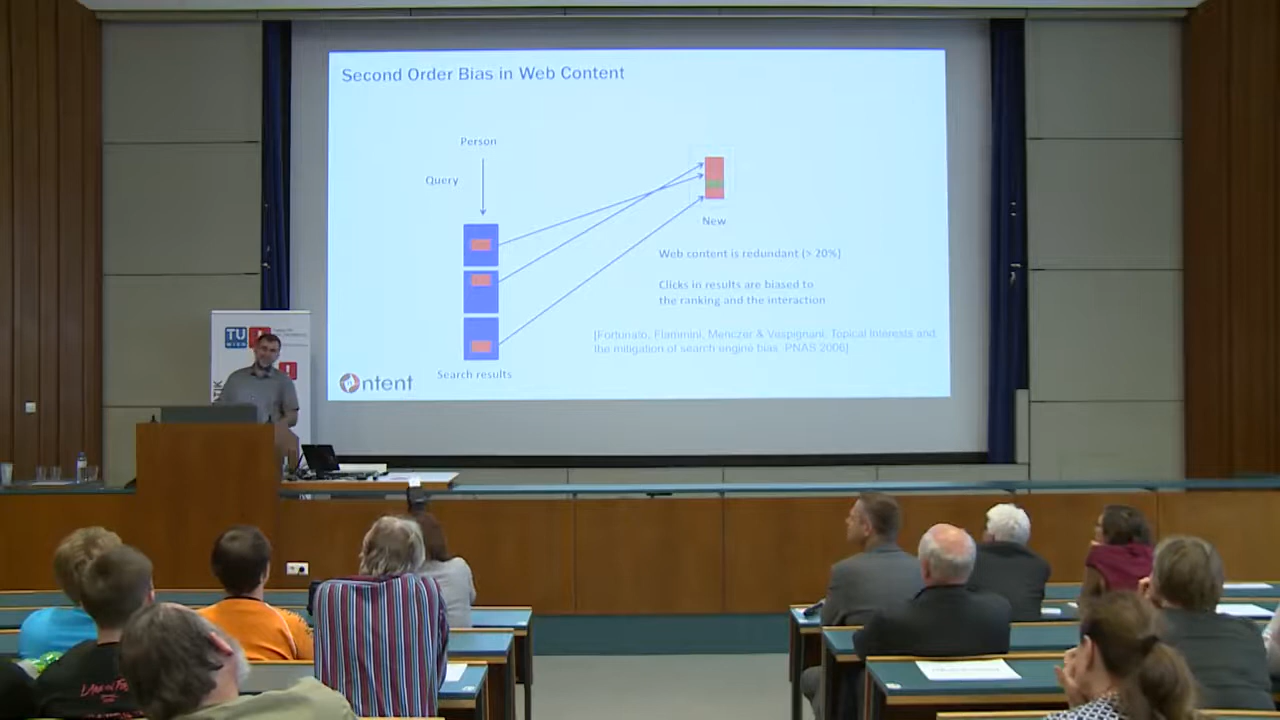 Second Order Bias in Web Content
Person
Query
New
Web content is redundant (> 20%]
Clicks in results are biased to
the ranking and the interaction
[Fortunato, Flammini, Menczer & Vespignani. Topical Interests and
the mitigation of search engine bias. PNAS 2006]
Search results
ntent
TU
WIEN